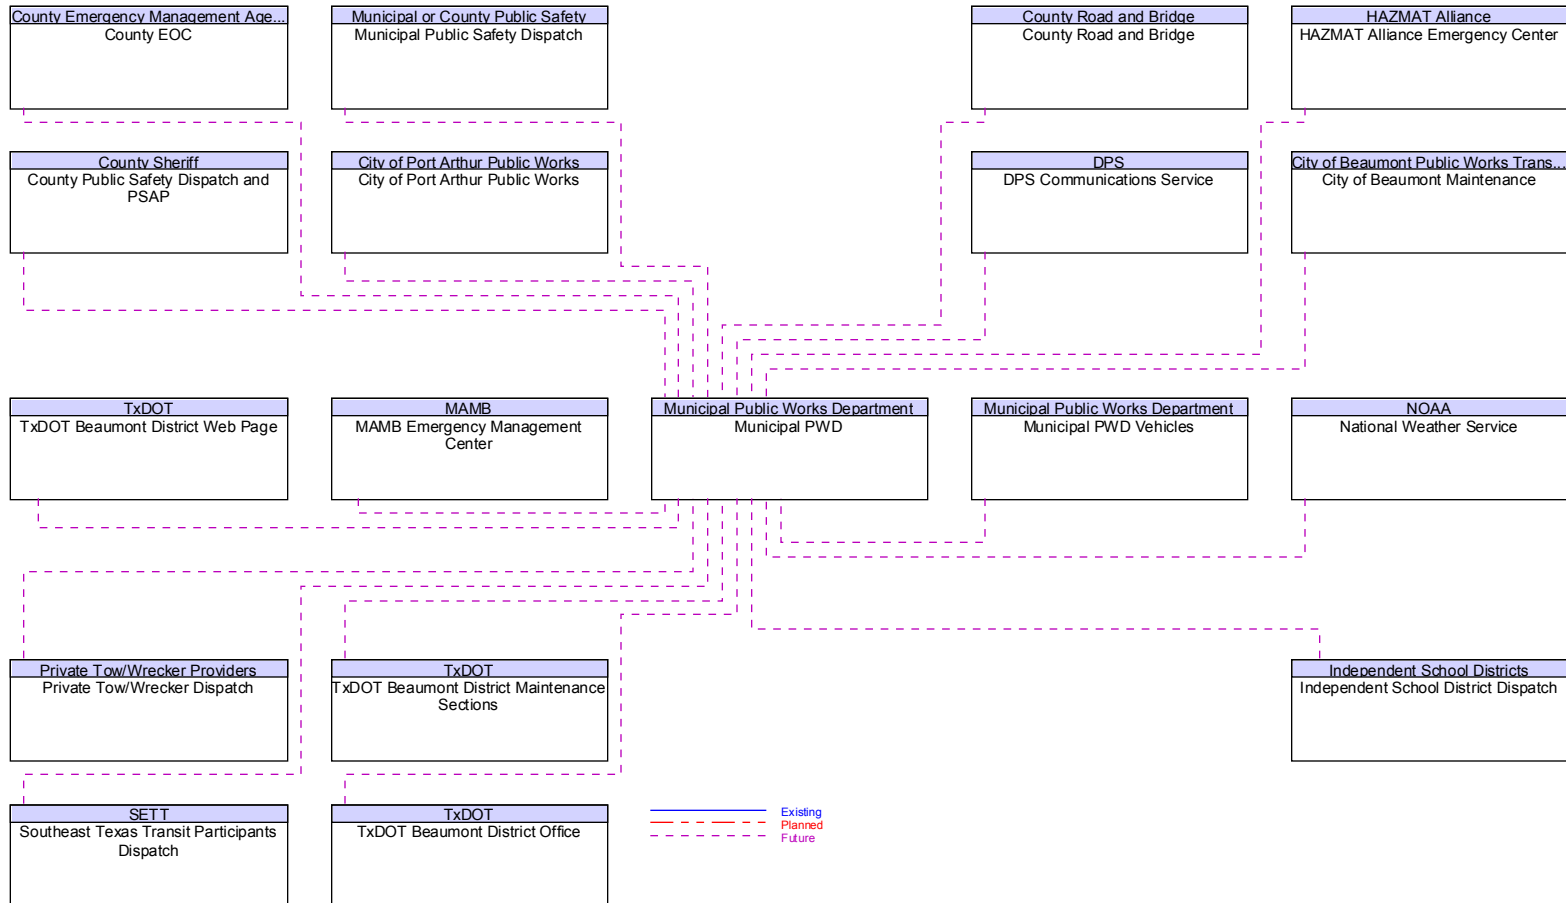 County Emergency Management Age...
County EOC
Municipal or County Public Safety
Municipal Public Safety Dispatch
County Road and Bridge
County Road and Bridge
HAZMAT Alliance
HAZMAT Alliance Emergency Center
County Sheriff
County Public Safety Dispatch and
PSAP
City of Port Arthur Public Works
City of Port Arthur Public Works
DPS
DPS Communications Service
City of Beaumont Public Works Trans...
City of Beaumont Maintenance
TxDOT
TxDOT Beaumont District Web Page
MAMB
MAMB Emergency Management
Center
Municipal Public Works Department
Municipal PWD
Municipal Public Works Department
Municipal PWD Vehicles
NOAA
National Weather Service
Private Tow/Wrecker Providers
Private Tow/Wrecker Dispatch
TxDOT
TxDOT Beaumont District Maintenance
Sections
Independent School Districts
Independent School District Dispatch
SETT
Southeast Texas Transit Participants
Dispatch
TxDOT
TxDOT Beaumont District Office
Existing
Planned
Future